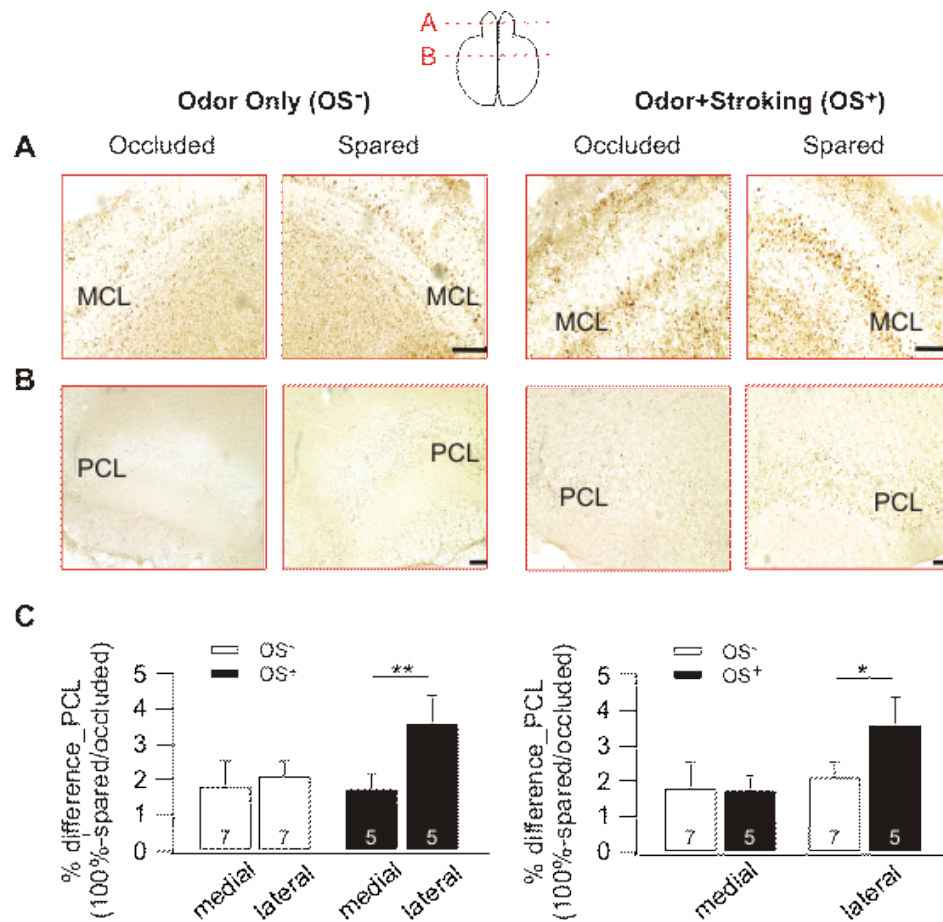 A
B
Odor Only (OS⁻)
Odor+Stroking (OS⁺)
A
Occluded
Spared
Occluded
Spared
MCL
MCL
MCL
MCL
B
PCL
PCL
PCL
PCL
C
% difference_PCL
(100%-spared/occluded)
OS⁻
OS⁺
5
4
3
2
1
0
**
7
7
5
5
medial
lateral
medial
lateral
% difference_PCL
(100%-spared/occluded)
OS⁻
OS⁺
5
4
3
2
1
0
*
7
5
7
5
medial
lateral